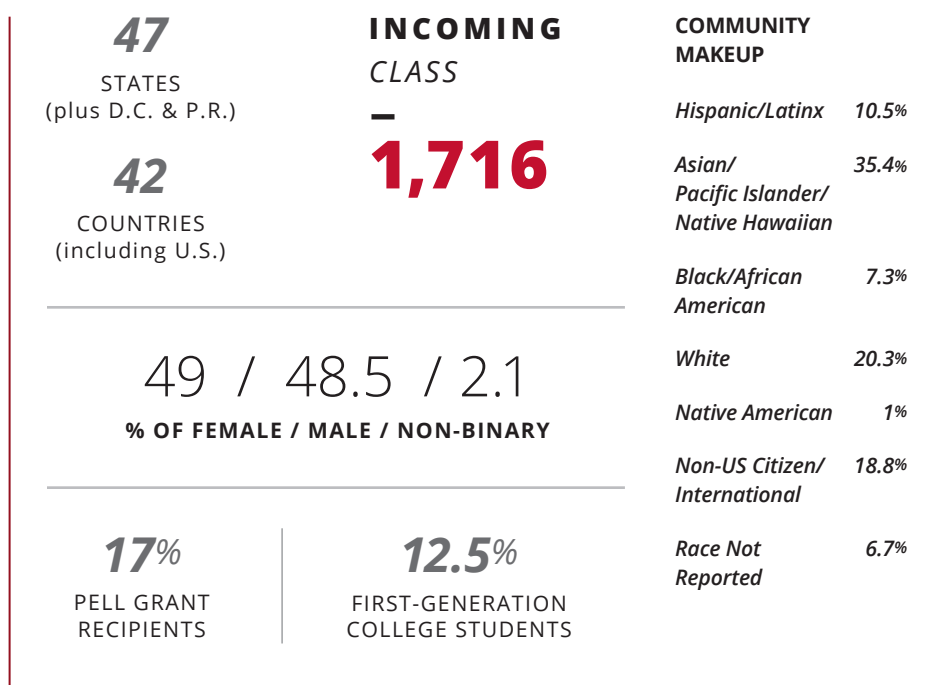 47
STATES
(plus D.C. & P.R.)
42
COUNTRIES
(including U.S.)
INCOMING
CLASS
–
1,716
49 / 48.5 / 2.1
% OF FEMALE / MALE / NON-BINARY
17%
PELL GRANT
RECIPIENTS
12.5%
FIRST-GENERATION
COLLEGE STUDENTS
COMMUNITY
MAKEUP
Hispanic/Latinx 10.5%
Asian/ 35.4%
Pacific Islander/
Native Hawaiian
Black/African 7.3%
American
White 20.3%
Native American 1%
Non-US Citizen/ 18.8%
International
Race Not 6.7%
Reported